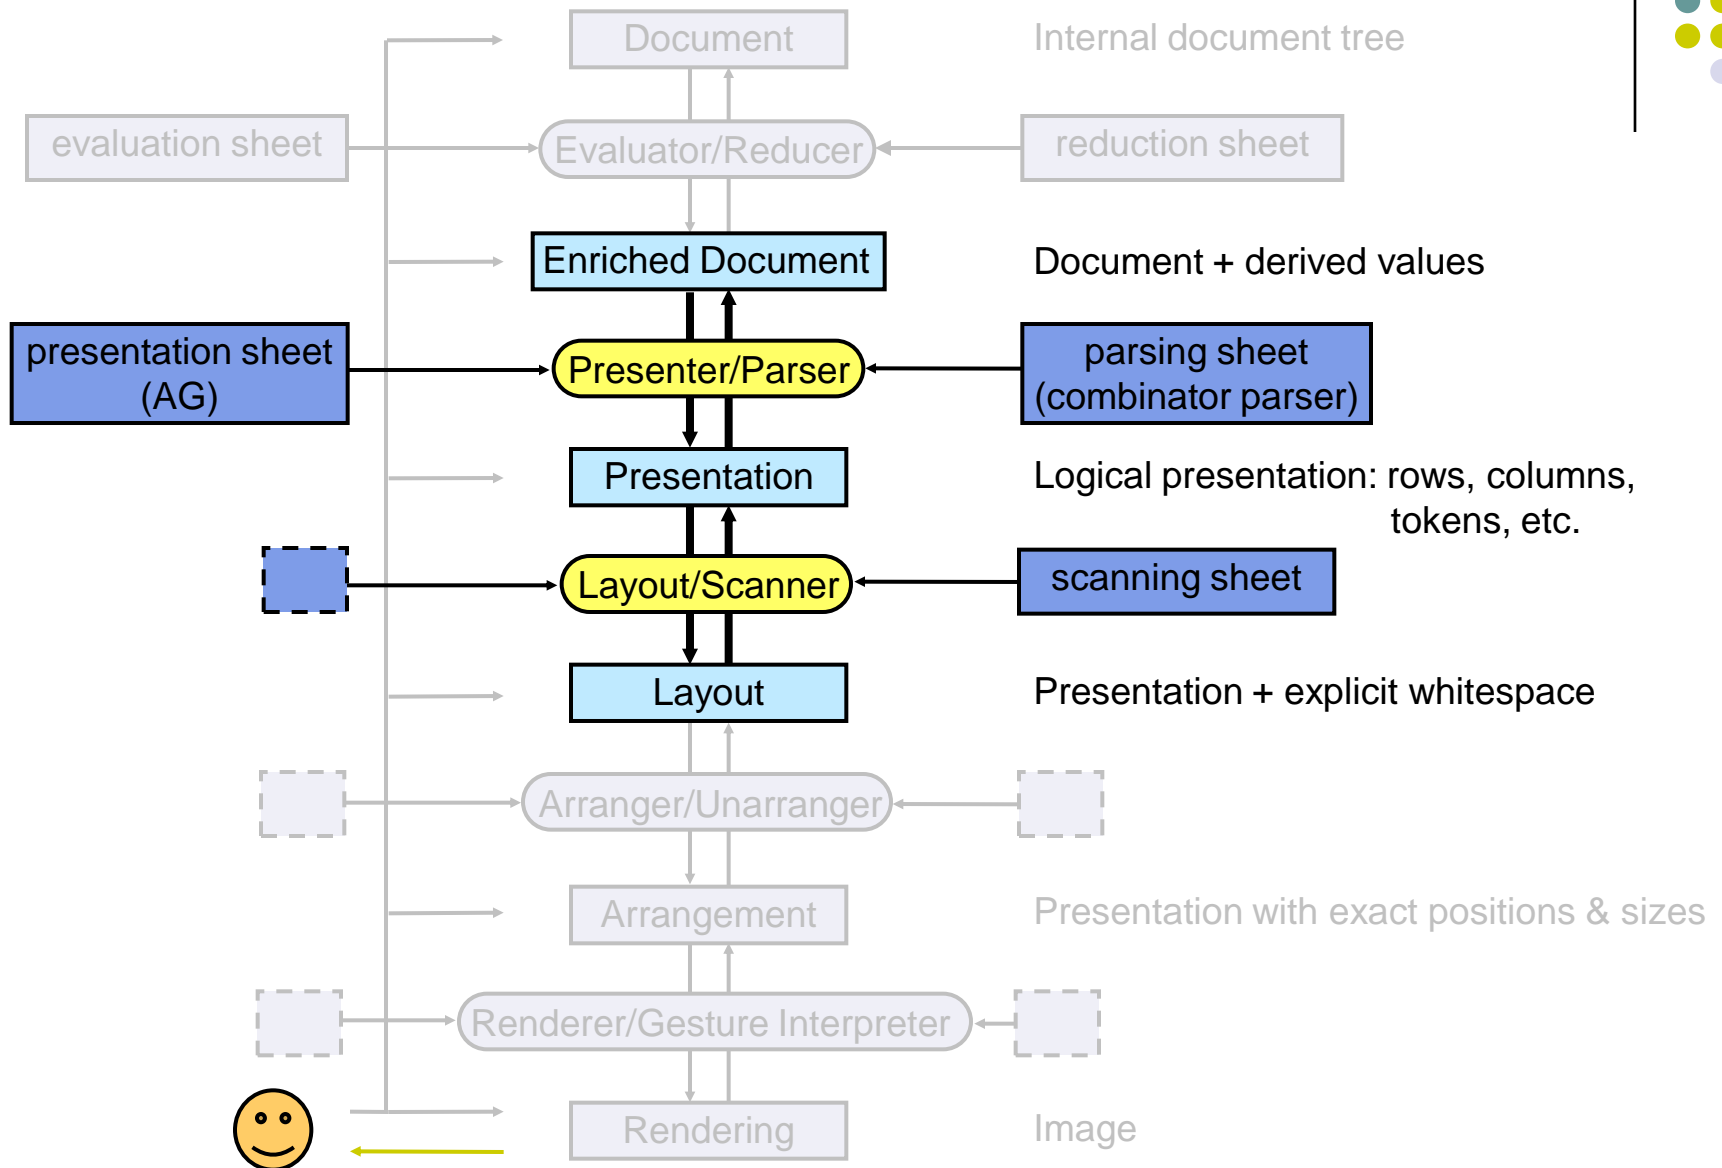 Document
Internal document tree
evaluation sheet
Evaluator/Reducer
reduction sheet
Enriched Document
Document + derived values
presentation sheet
(AG)
Presenter/Parser
parsing sheet
(combinator parser)
Presentation
Logical presentation: rows, columns,
tokens, etc.
Layout/Scanner
scanning sheet
Layout
Presentation + explicit whitespace
Arranger/Unarranger
Arrangement
Presentation with exact positions & sizes
Renderer/Gesture Interpreter
Rendering
Image